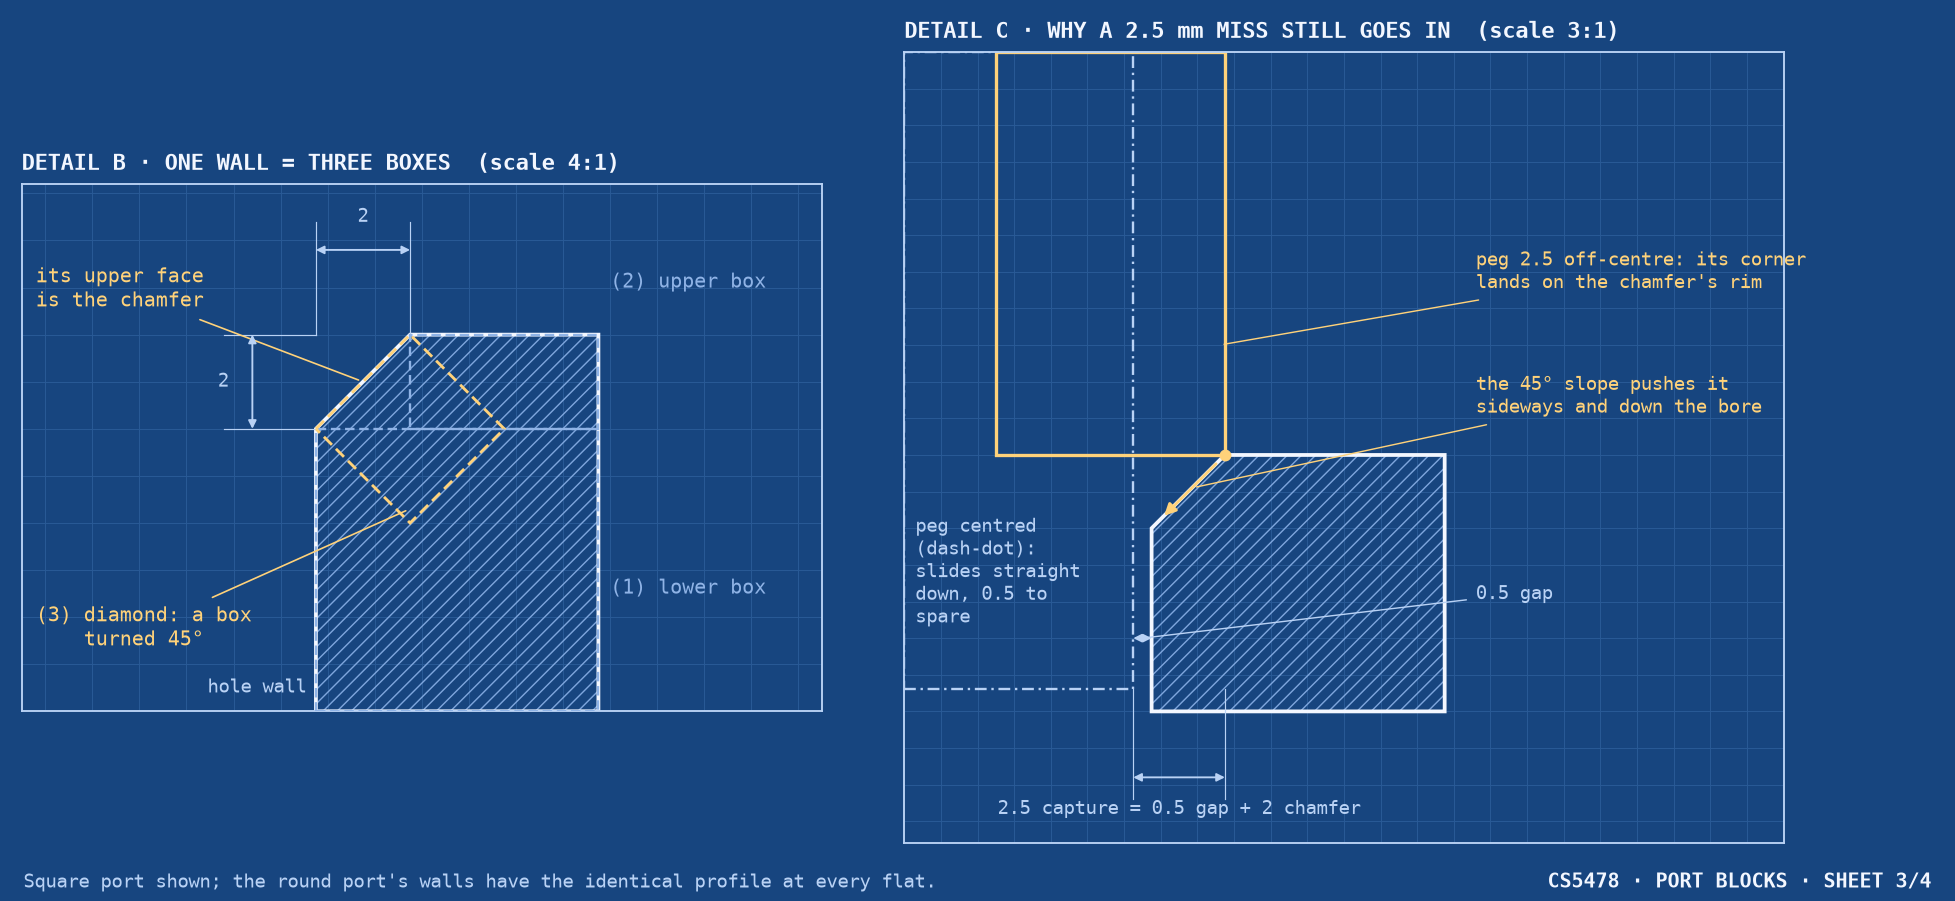 DETAIL C · WHY A 2.5 mm MISS STILL GOES IN  (scale 3:1)
DETAIL B · ONE WALL = THREE BOXES  (scale 4:1)
2
its upper face
is the chamfer
(2) upper box
2
(3) diamond: a box
turned 45°
(1) lower box
hole wall
peg 2.5 off-centre: its corner
lands on the chamfer's rim
the 45° slope pushes it
sideways and down the bore
peg centred
(dash-dot):
slides straight
down, 0.5 to
spare
0.5 gap
2.5 capture = 0.5 gap + 2 chamfer
Square port shown; the round port's walls have the identical profile at every flat.
CS5478 · PORT BLOCKS · SHEET 3/4